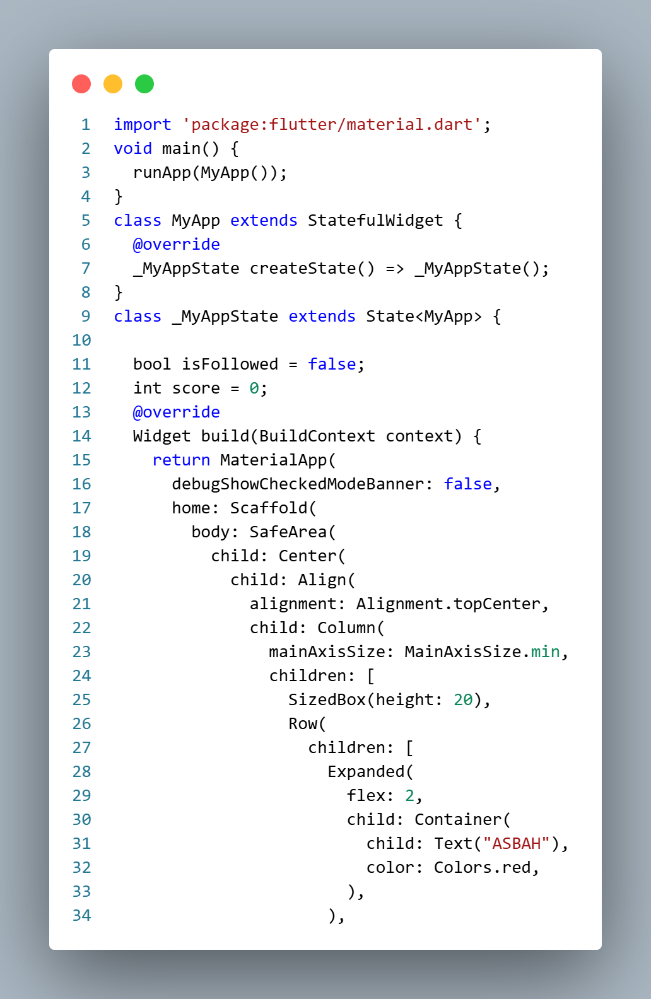 1 import 'package:flutter/material.dart';
2 void main() {
3   runApp(MyApp());
4 }
5 class MyApp extends StatefulWidget {
6   @override
7   _MyAppState createState() => _MyAppState();
8 }
9 class _MyAppState extends State<MyApp> {
10
11   bool isFollowed = false;
12   int score = 0;
13   @override
14   Widget build(BuildContext context) {
15     return MaterialApp(
16       debugShowCheckedModeBanner: false,
17       home: Scaffold(
18         body: SafeArea(
19           child: Center(
20             child: Align(
21               alignment: Alignment.topCenter,
22               child: Column(
23                 mainAxisSize: MainAxisSize.min,
24                 children: [
25                   SizedBox(height: 20),
26                   Row(
27                     children: [
28                       Expanded(
29                         flex: 2,
30                         child: Container(
31                           child: Text("ASBAH"),
32                           color: Colors.red,
33                         ),
34                       ),